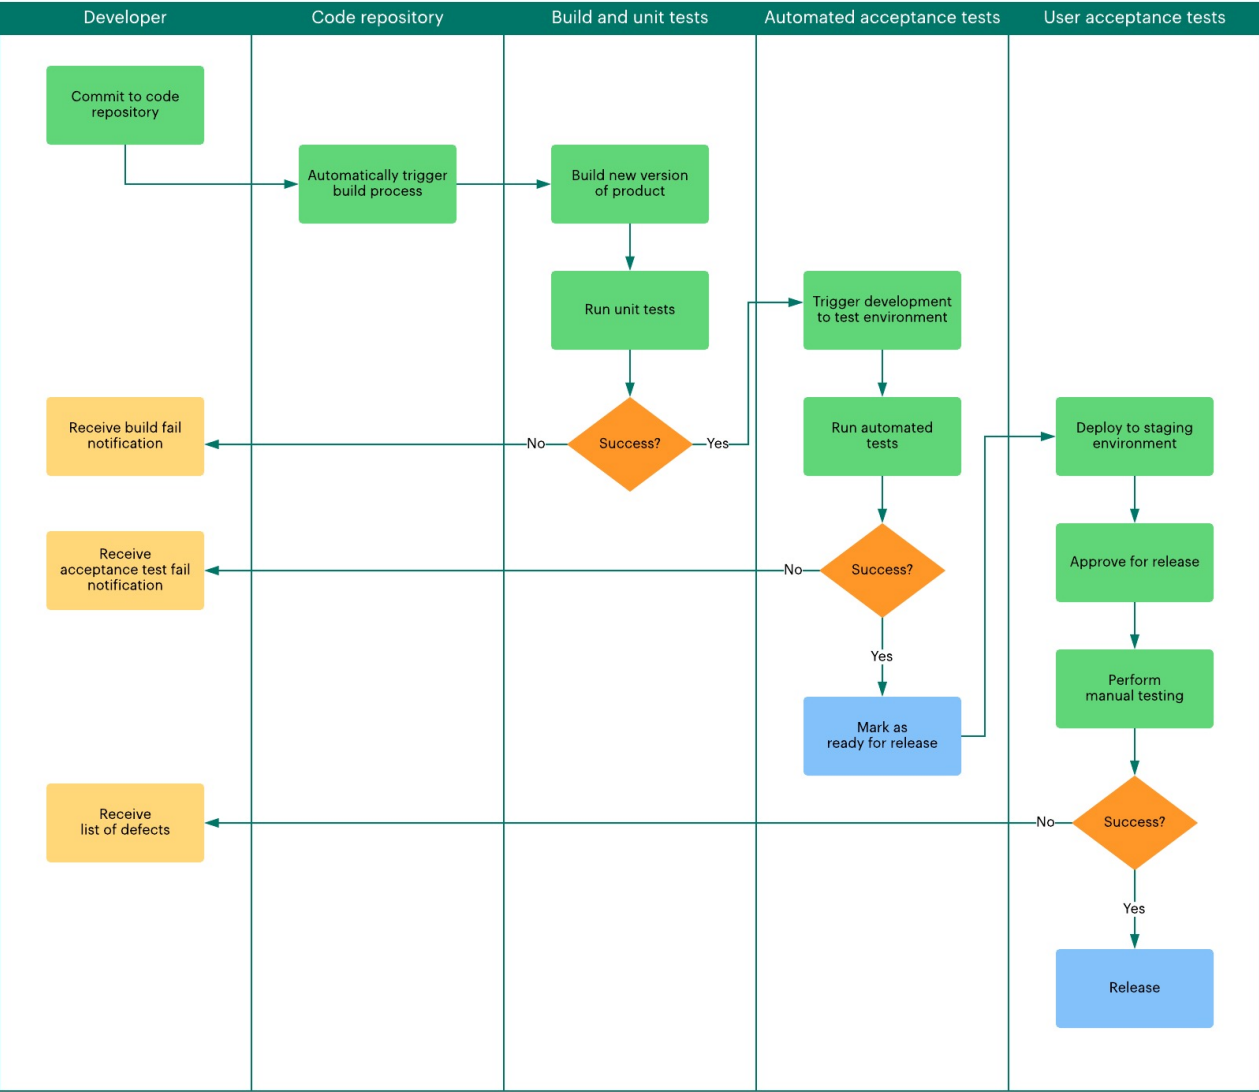 Developer
Code repository
Build and unit tests
Automated acceptance tests
User acceptance tests
Commit to code
repository
Automatically trigger
build process
Build new version
of product
Run unit tests
Trigger development
to test environment
Receive build fail
notification
No
Success?
Yes
Run automated
tests
Deploy to staging
environment
Receive
acceptance test fail
notification
No
Success?
Approve for release
Yes
Perform
manual testing
Mark as
ready for release
Receive
list of defects
No
Success?
Yes
Release